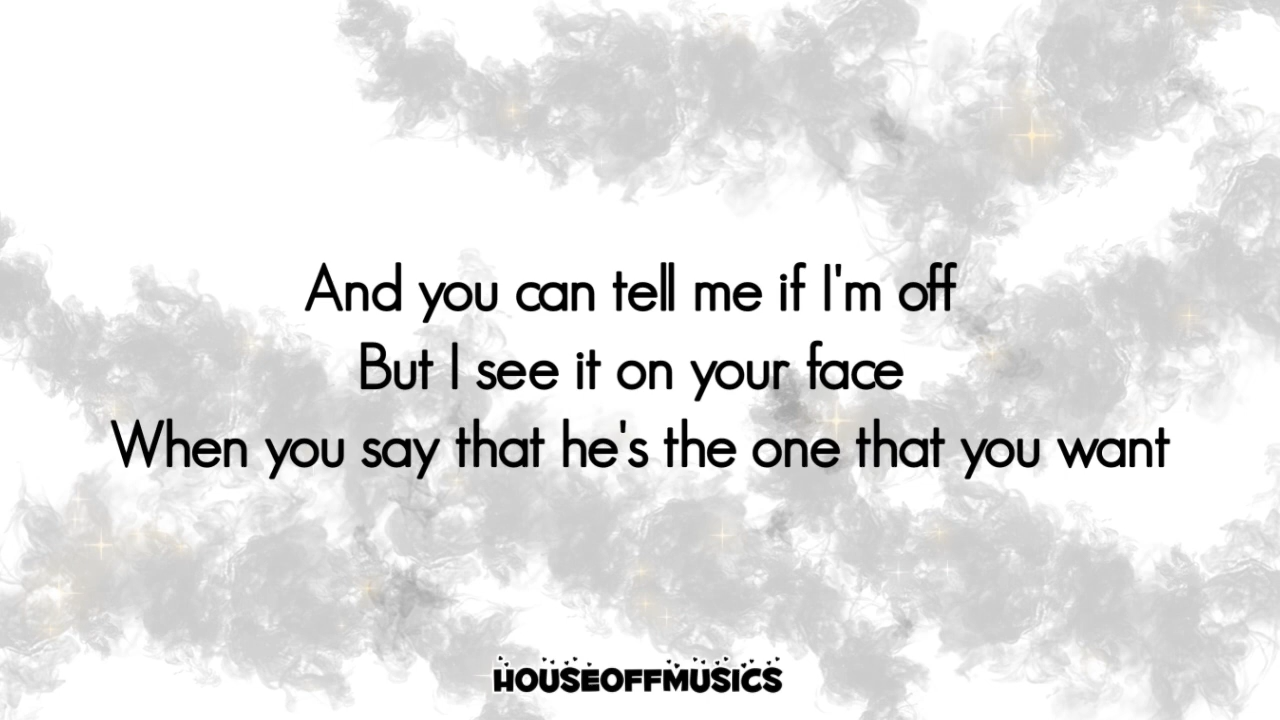 And you can tell me if I'm off
But I see it on your face
When you say that he's the one that you want
HOUSEOFFMUSICS